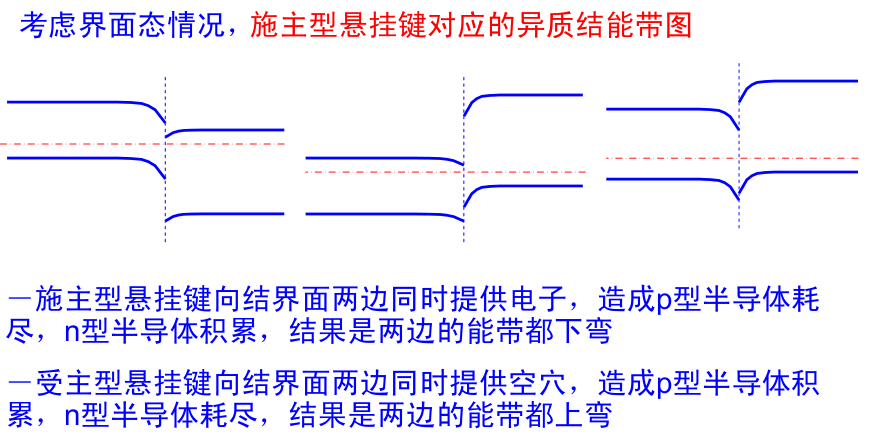 考虑界面态情况，施主型悬挂键对应的异质结能带图
—施主型悬挂键向结界面两边同时提供电子，造成p型半导体耗
尽，n型半导体积累，结果是两边的能带都下弯
—受主型悬挂键向结界面两边同时提供空穴，造成p型半导体积
累，n型半导体耗尽，结果是两边的能带都上弯